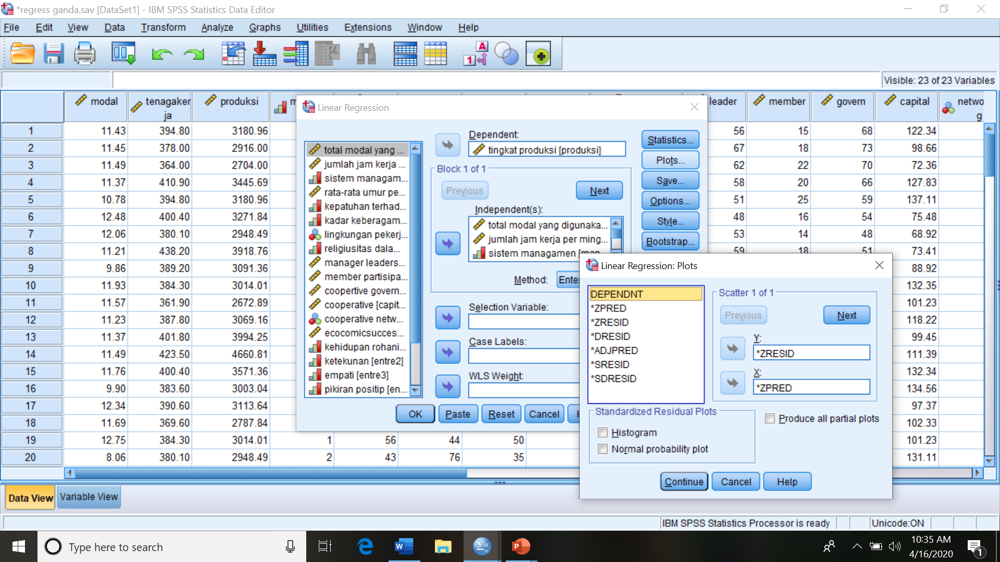 *regress ganda.sav [DataSet1] - IBM SPSS Statistics Data Editor
File Edit View Data Transform Analyze Graphs Utilities Extensions Window Help
Visible: 23 of 23 Variables
modal tenagaker produksi leader member govern capital netwo
ja g
1 11.43 394.80 3180.96 56 15 68 122.34
2 11.45 378.00 2916.00 67 18 73 98.66
3 11.49 364.00 2704.00 62 22 70 72.36
4 11.37 410.90 3445.69 58 20 66 127.83
5 10.78 394.80 3180.96 51 25 59 137.11
6 12.48 400.40 3271.84 48 16 54 75.48
7 12.06 380.10 2948.49 53 14 48 68.92
8 11.21 438.20 3918.76 59 18 51 73.41
9 9.86 389.20 3091.36 88.92
10 11.93 384.30 3014.01 132.35
11 11.57 361.90 2672.89 101.23
12 11.23 387.80 3069.16 118.22
13 11.37 401.80 3994.25 99.45
14 11.49 423.50 4660.81 111.39
15 11.76 400.40 3571.36 132.34
16 9.90 383.60 3003.04 134.56
17 12.34 390.60 3113.64 97.37
18 11.69 369.60 2787.84 102.33
19 12.75 384.30 3014.01 1 56 44 50 101.23
20 8.06 380.10 2948.49 2 43 76 35 131.11
Linear Regression
total modal yang ...
jumlah jam kerja ...
sistem managam...
rata-rata umur pe...
kepatuhan terhad...
kadar keberagam...
lingkungan pekerj...
religiusitas dala...
manager leaders...
member partisipa...
coopertive govern...
cooperative [capit...
cooperative netw...
ecocomicsucces...
kehidupan rohani...
ketekunan [entre2]
empati [entre3]
pikiran positip [en...
Dependent:
tingkat produksi [produksi]
Block 1 of 1
Previous Next
Independent(s):
total modal yang digunaka...
jumlah jam kerja per ming...
sistem managamen
Method: Enter
Selection Variable:
Case Labels:
WLS Weight:
Statistics...
Plots...
Save...
Options...
Style...
Bootstrap...
OK Paste Reset Cancel
Linear Regression: Plots
DEPENDNT
*ZPRED
*ZRESID
*DRESID
*ADJPRED
*SRESID
*SDRESID
Scatter 1 of 1
Previous Next
Y:
*ZRESID
X:
*ZPRED
Standardized Residual Plots
Histogram
Normal probability plot
Produce all partial plots
Continue Cancel Help
Data View Variable View
IBM SPSS Statistics Processor is ready Unicode:ON
Type here to search
10:35 AM
4/16/2020
1